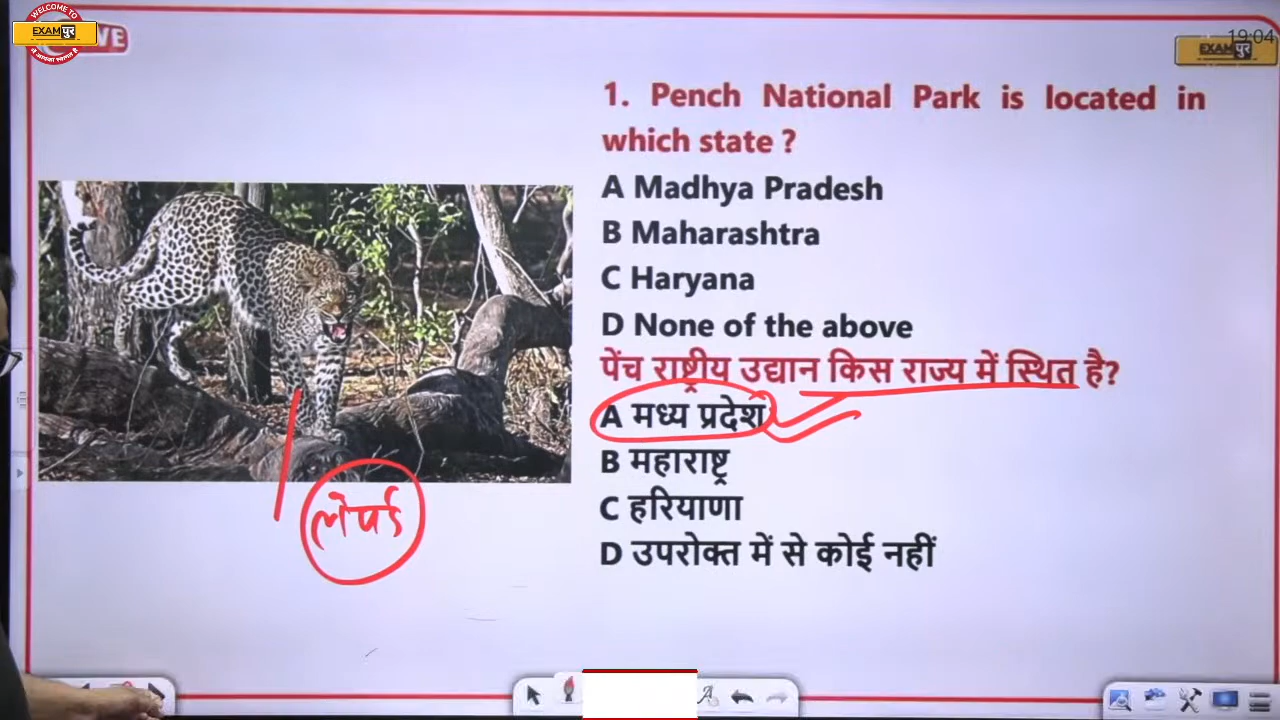 WELCOME TO
EXAMपुर
19:04
EXAMपुर
1. Pench National Park is located in
which state ?
A Madhya Pradesh
B Maharashtra
C Haryana
D None of the above
पेंच राष्ट्रीय उद्यान किस राज्य में स्थित है?
A मध्य प्रदेश
B महाराष्ट्र
C हरियाणा
D उपरोक्त में से कोई नहीं
लेपर्ड